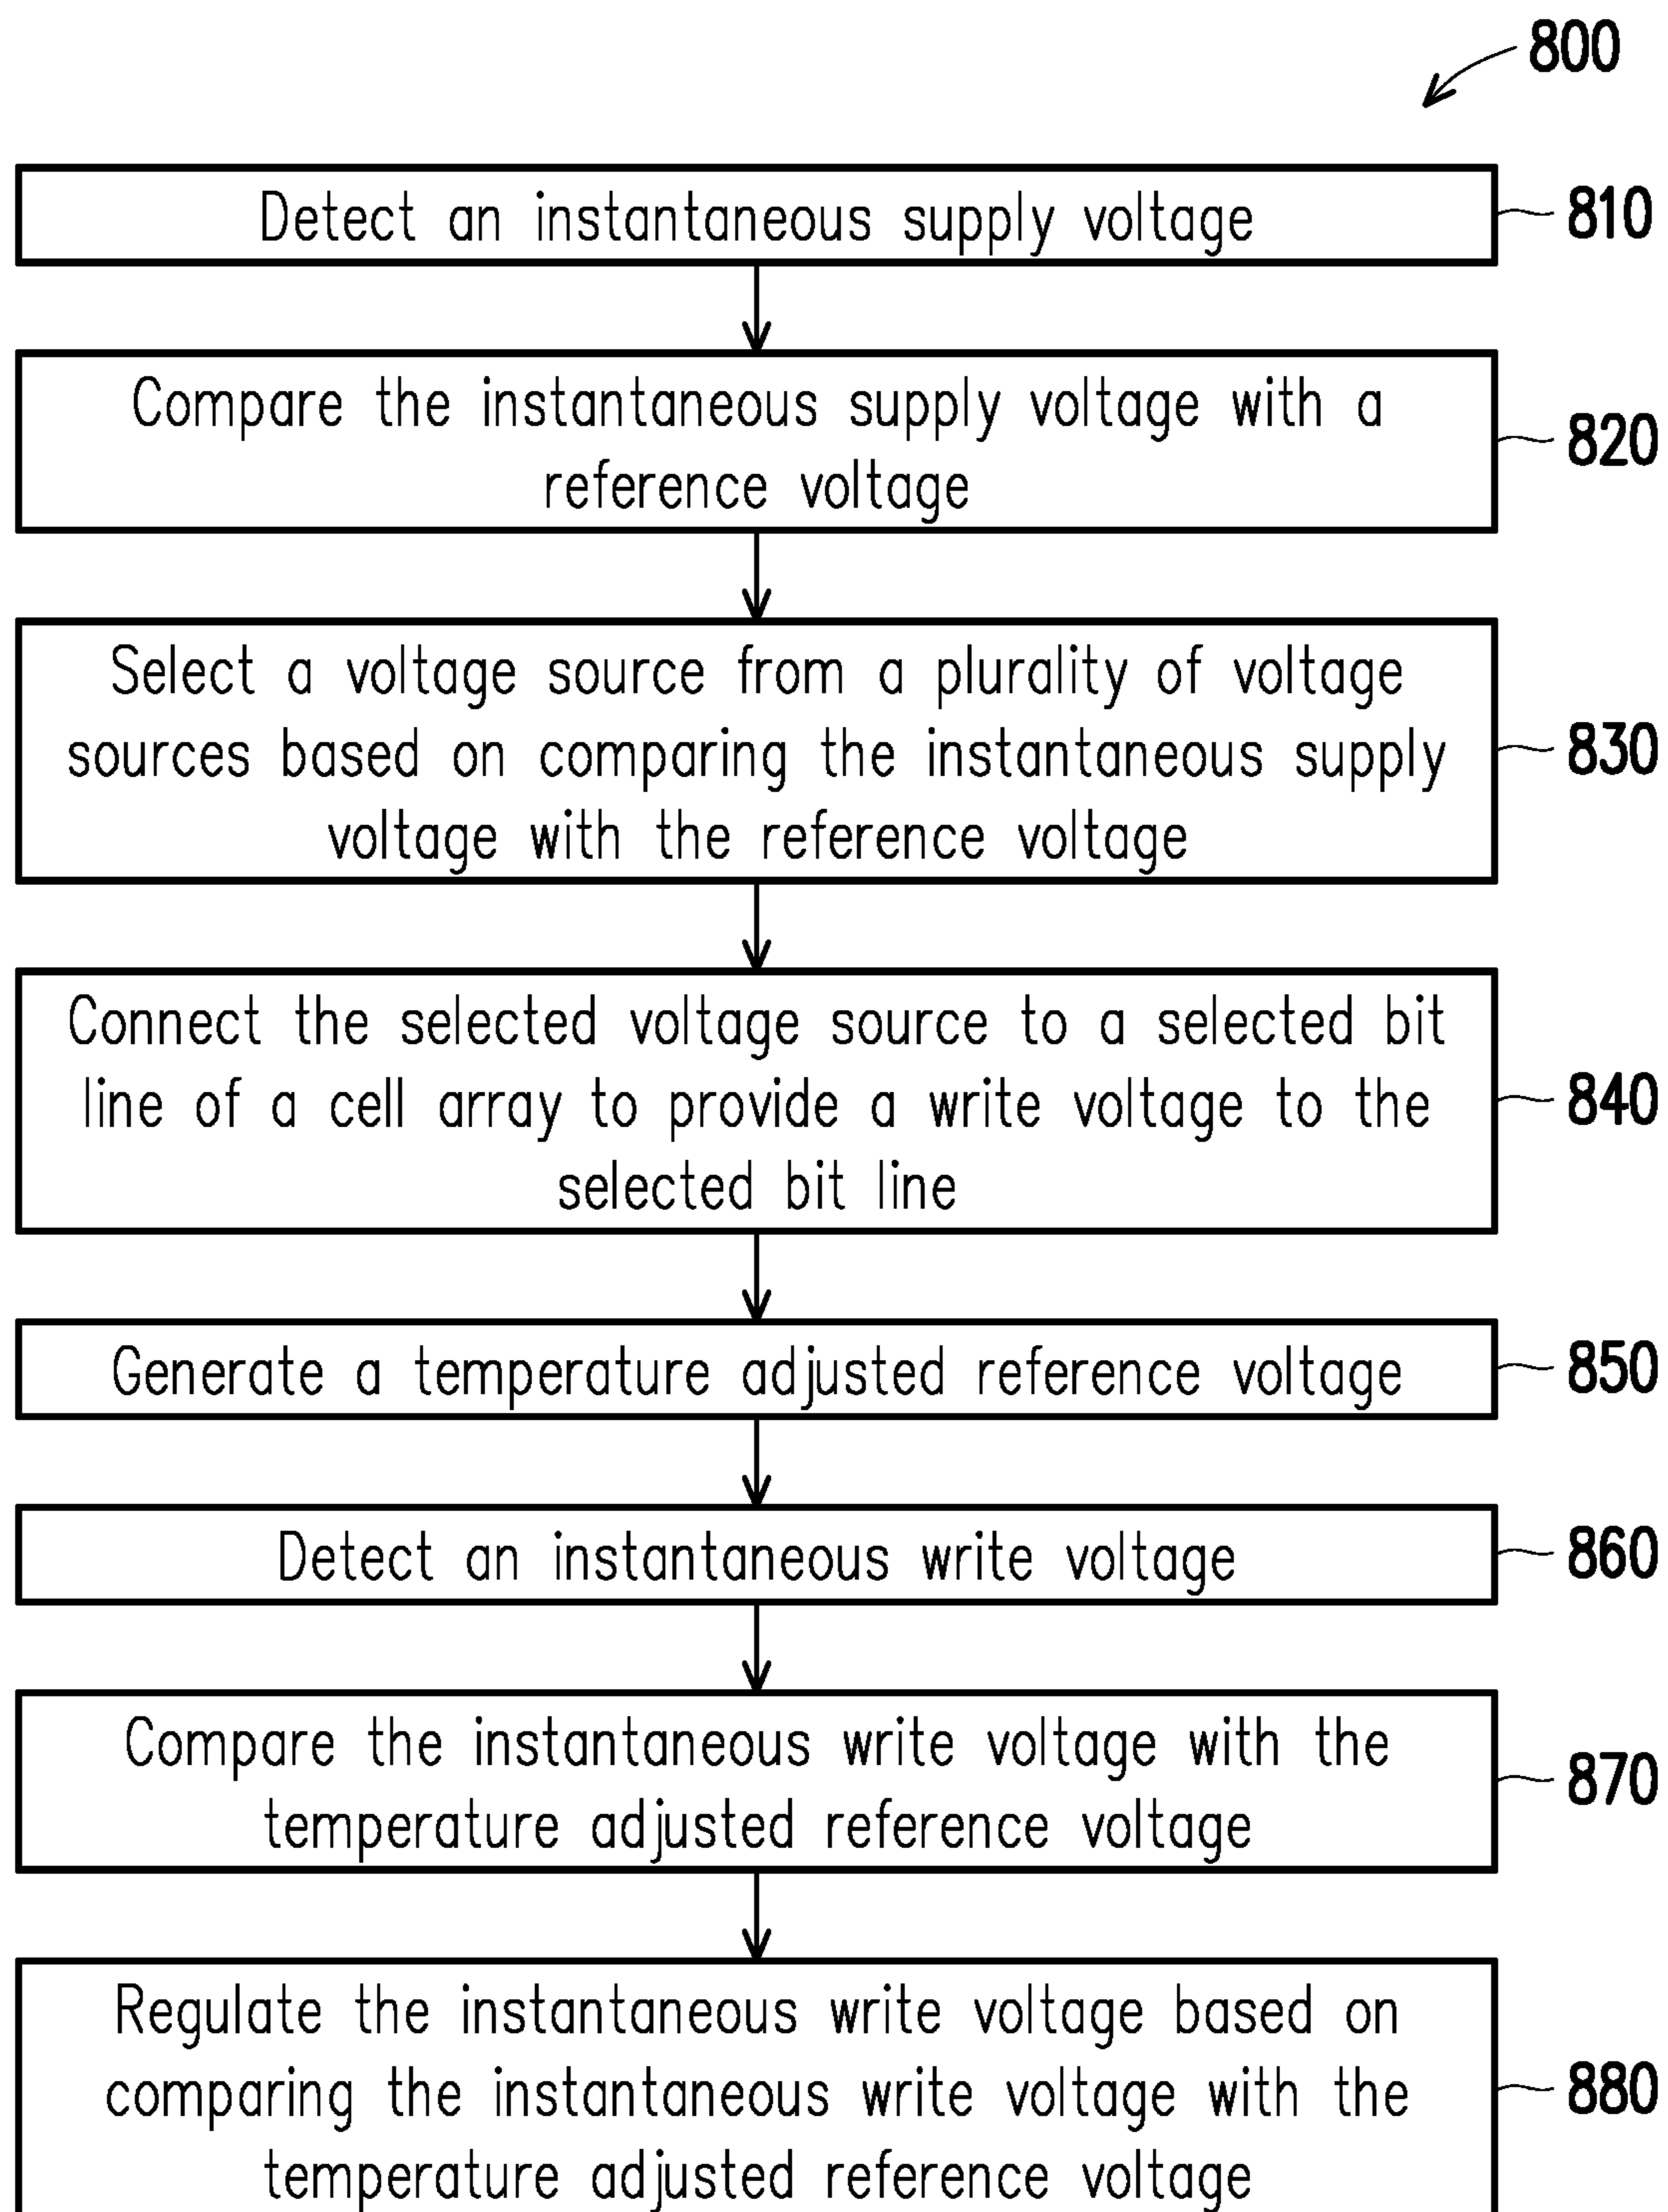 800
Detect an instantaneous supply voltage
810
Compare the instantaneous supply voltage with a
reference voltage
820
Select a voltage source from a plurality of voltage
sources based on comparing the instantaneous supply
voltage with the reference voltage
830
Connect the selected voltage source to a selected bit
line of a cell array to provide a write voltage to the
selected bit line
840
Generate a temperature adjusted reference voltage
850
Detect an instantaneous write voltage
860
Compare the instantaneous write voltage with the
temperature adjusted reference voltage
870
Regulate the instantaneous write voltage based on
comparing the instantaneous write voltage with the
temperature adjusted reference voltage
880